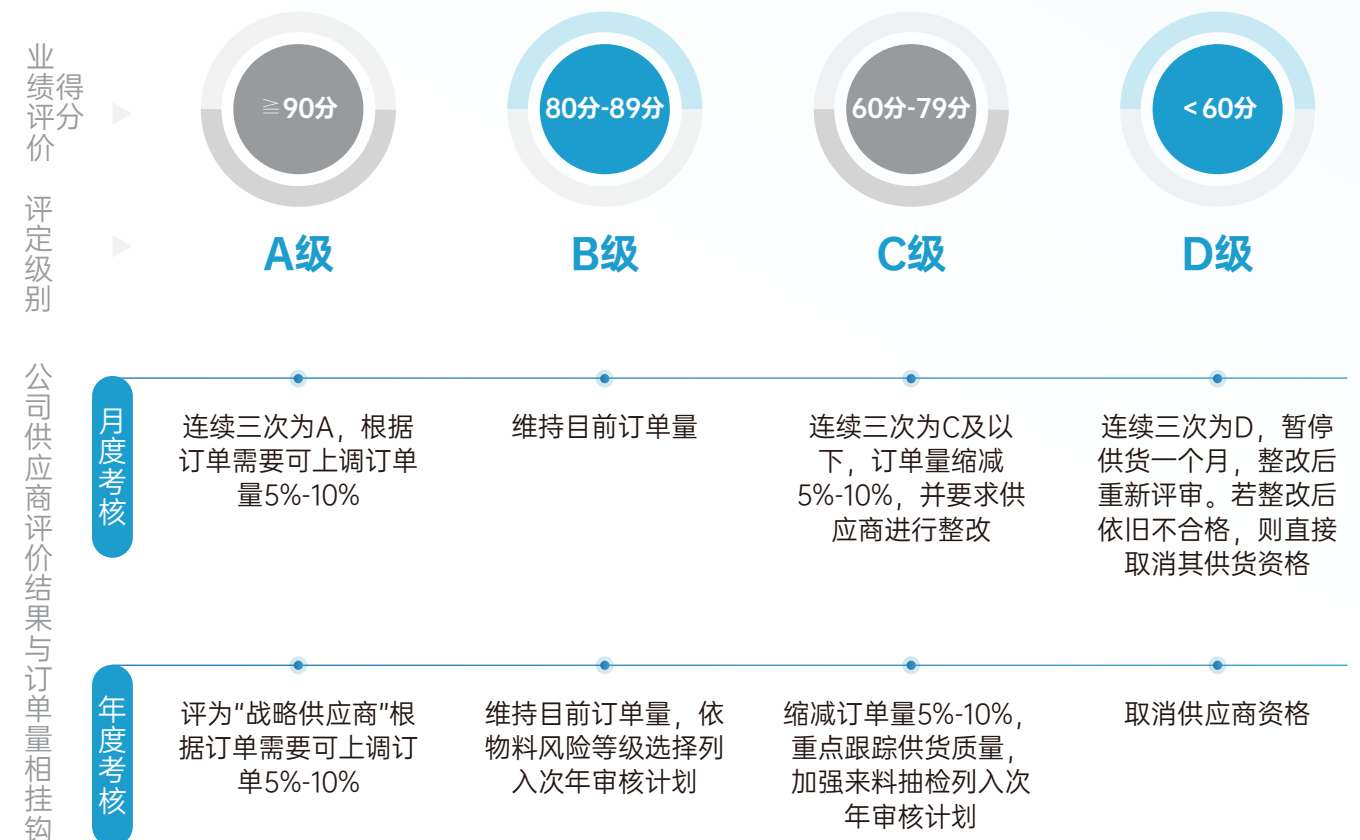 业绩评价得分
≧90分
80分-89分
60分-79分
<60分
评定级别
A级
B级
C级
D级
公司供应商评价结果与订单量相挂钩
月度考核
连续三次为A，根据
订单需要可上调订单
量5%-10%
维持目前订单量
连续三次为C及以
下，订单量缩减
5%-10%，并要求供
应商进行整改
连续三次为D，暂停
供货一个月，整改后
重新评审。若整改后
依旧不合格，则直接
取消其供货资格
年度考核
评为“战略供应商”根
据订单需要可上调订
单5%-10%
维持目前订单量，依
物料风险等级选择列
入次年审核计划
缩减订单量5%-10%，
重点跟踪供货质量，
加强来料抽检列入次
年审核计划
取消供应商资格